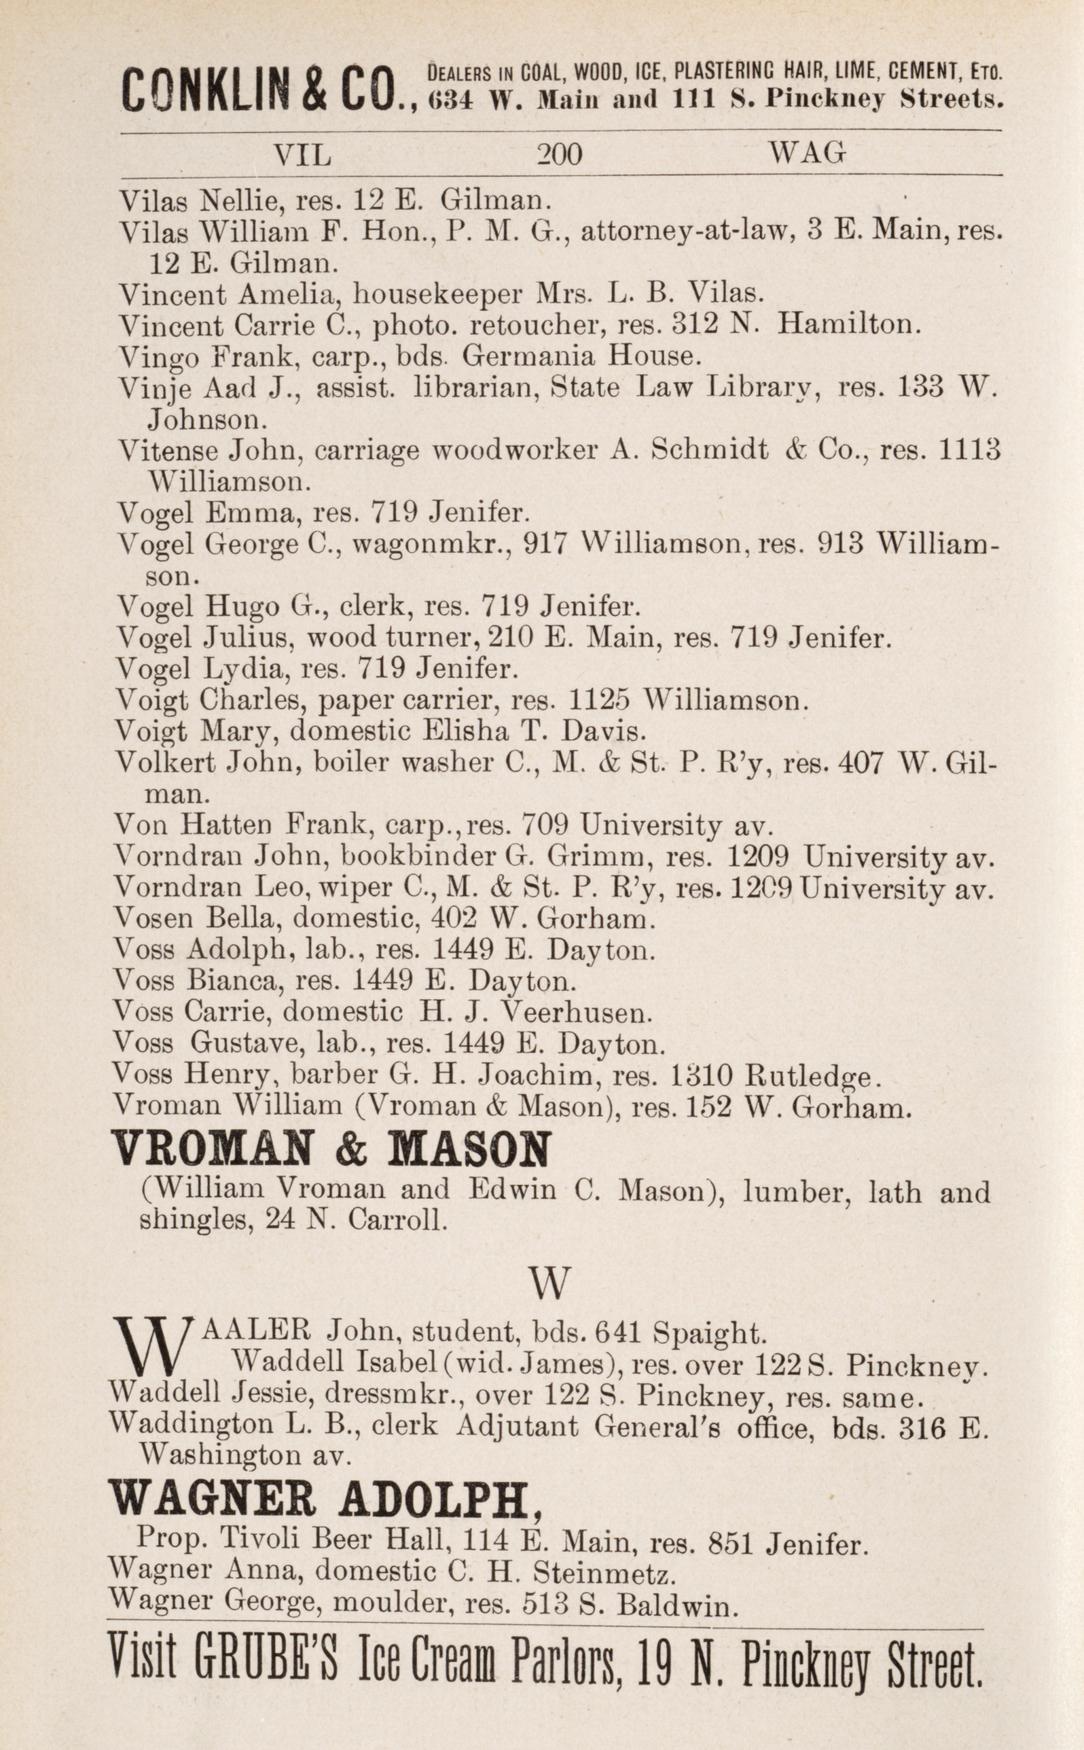 CONKLIN & CO., DEALERS IN COAL, WOOD, ICE, PLASTERING HAIR, LIME, CEMENT, ETC.
634 W. Main and 111 S. Pinckney Streets.
VIL 200 WAG
Vilas Nellie, res. 12 E. Gilman.
Vilas William F. Hon., P. M. G., attorney-at-law, 3 E. Main, res.
12 E. Gilman.
Vincent Amelia, housekeeper Mrs. L. B. Vilas.
Vincent Carrie C., photo. retoucher, res. 312 N. Hamilton.
Vingo Frank, carp., bds. Germania House.
Vinje Aad J., assist. librarian, State Law Library, res. 133 W.
Johnson.
Vitense John, carriage woodworker A. Schmidt & Co., res. 1113
Williamson.
Vogel Emma, res. 719 Jenifer.
Vogel George C., wagonmkr., 917 Williamson, res. 913 William-
son.
Vogel Hugo G., clerk, res. 719 Jenifer.
Vogel Julius, wood turner, 210 E. Main, res. 719 Jenifer.
Vogel Lydia, res. 719 Jenifer.
Voigt Charles, paper carrier, res. 1125 Williamson.
Voigt Mary, domestic Elisha T. Davis.
Volkert John, boiler washer C., M. & St. P. R'y, res. 407 W. Gil-
man.
Von Hatten Frank, carp., res. 709 University av.
Vorndran John, bookbinder G. Grimm, res. 1209 University av.
Vorndran Leo, wiper C., M. & St. P. R'y, res. 1209 University av.
Vosen Bella, domestic, 402 W. Gorham.
Voss Adolph, lab., res. 1449 E. Dayton.
Voss Bianca, res. 1449 E. Dayton.
Voss Carrie, domestic H. J. Veerhusen.
Voss Gustave, lab., res. 1449 E. Dayton.
Voss Henry, barber G. H. Joachim, res. 1310 Rutledge.
Vroman William (Vroman & Mason), res. 152 W. Gorham.
VROMAN & MASON
(William Vroman and Edwin C. Mason), lumber, lath and
shingles, 24 N. Carroll.
W
WAALER John, student, bds. 641 Spaight.
Waddell Isabel (wid. James), res. over 122 S. Pinckney.
Waddell Jessie, dressmkr., over 122 S. Pinckney, res. same.
Waddington L. B., clerk Adjutant General's office, bds. 316 E.
Washington av.
WAGNER ADOLPH,
Prop. Tivoli Beer Hall, 114 E. Main, res. 851 Jenifer.
Wagner Anna, domestic C. H. Steinmetz.
Wagner George, moulder, res. 513 S. Baldwin.
Visit GRUBE'S Ice Cream Parlors, 19 N. Pinckney Street.